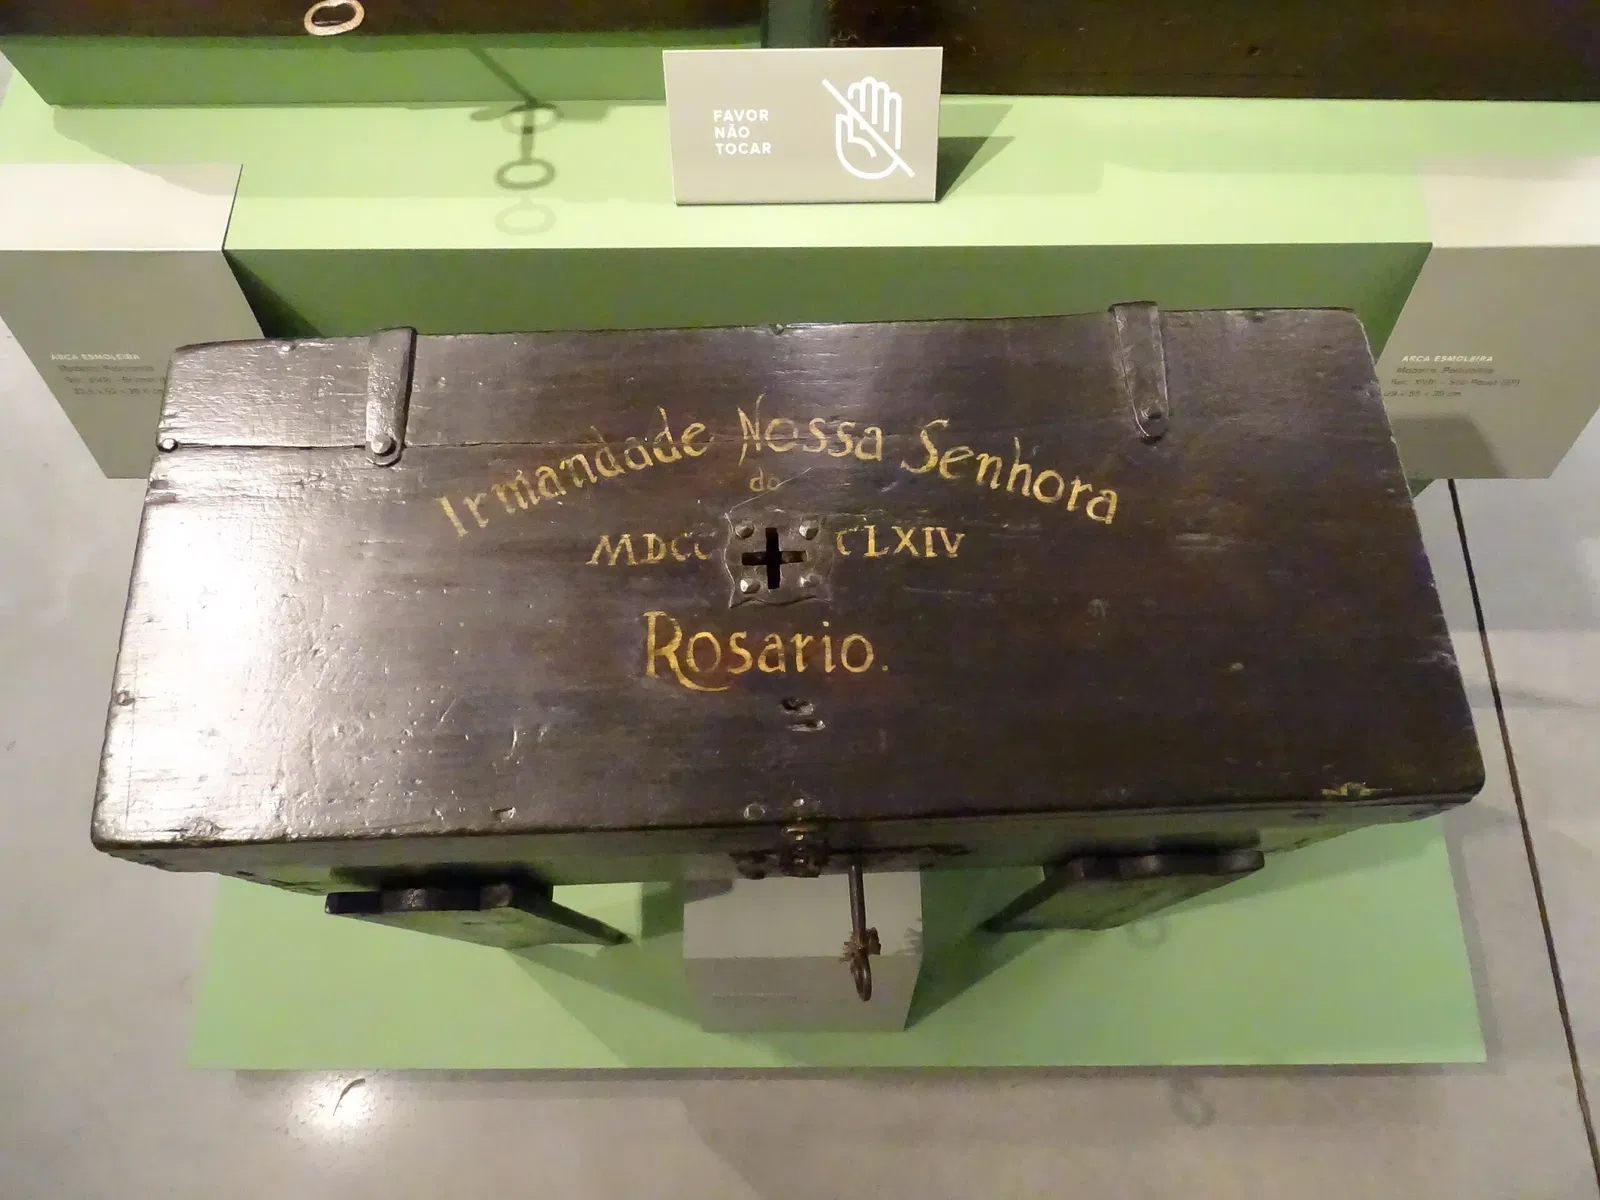 FAVOR
NÃO
TOCAR
ARCA ESMOLEIRA
ARCA ESMOLEIRA
Irmandade Nossa Senhora
do
MDCC CLXIV
Rosario.